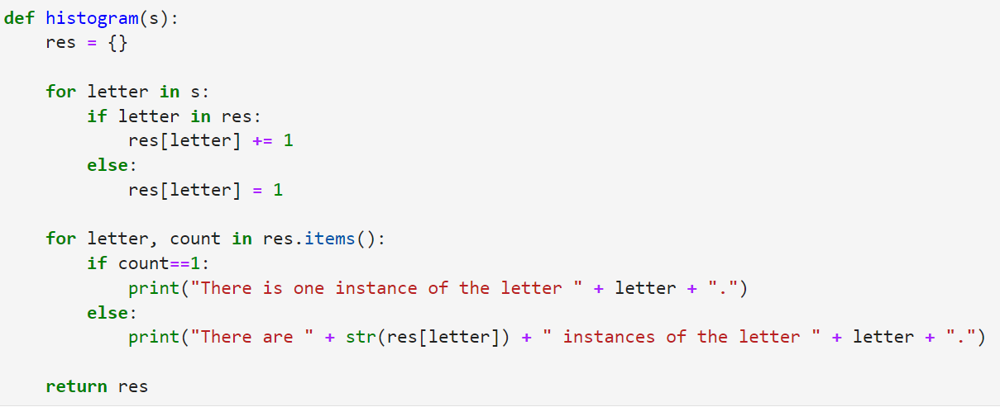 def histogram(s):
    res = {}

    for letter in s:
        if letter in res:
            res[letter] += 1
        else:
            res[letter] = 1

    for letter, count in res.items():
        if count==1:
            print("There is one instance of the letter " + letter + ".")
        else:
            print("There are " + str(res[letter]) + " instances of the letter " + letter + ".")

    return res